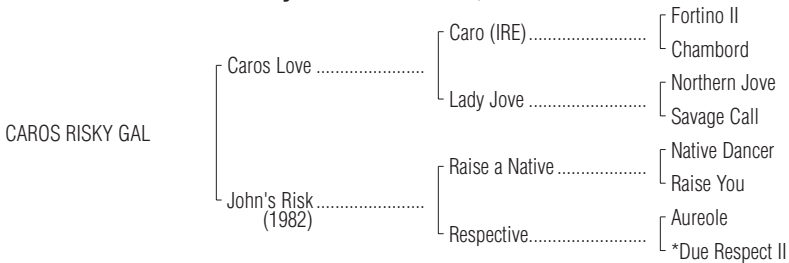 Fortino II
Caro (IRE)
Chambord
Caros Love
Northern Jove
Lady Jove
Savage Call
CAROS RISKY GAL
Native Dancer
Raise a Native
Raise You
John's Risk
(1982)
Aureole
Respective
*Due Respect II